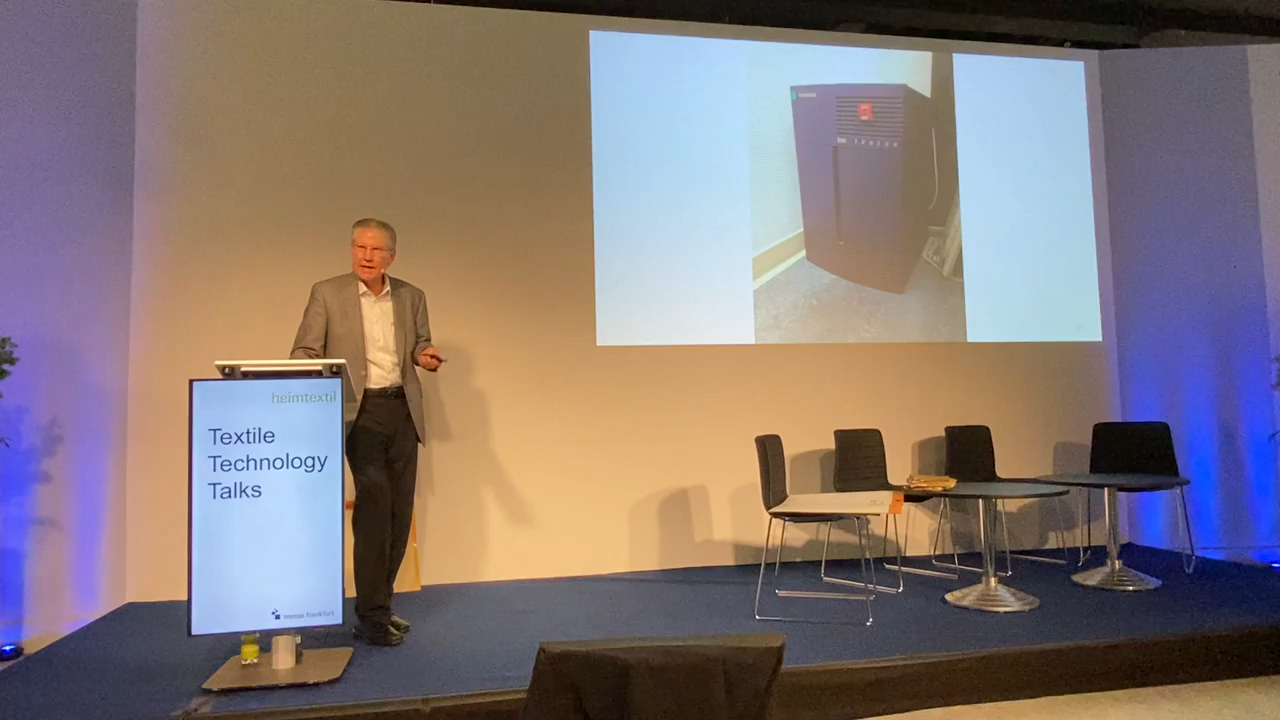 heimtextil
Textile
Technology
Talks
messe frankfurt